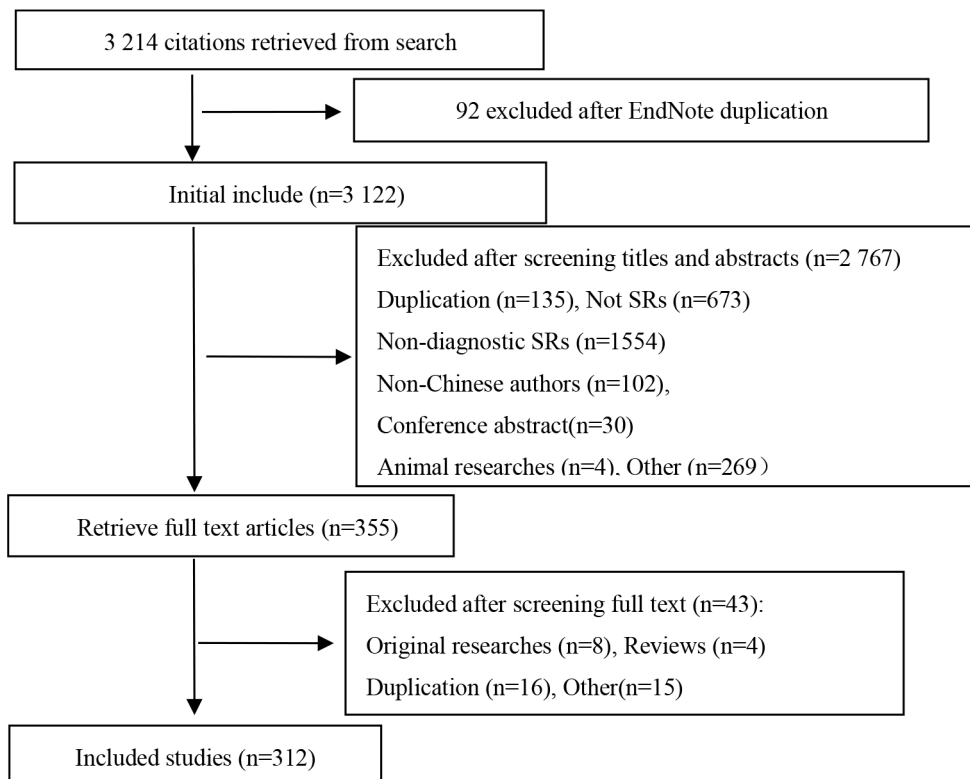 3 214 citations retrieved from search
92 excluded after EndNote duplication
Initial include (n=3 122)
Excluded after screening titles and abstracts (n=2 767)
Duplication (n=135), Not SRs (n=673)
Non-diagnostic SRs (n=1554)
Non-Chinese authors (n=102),
Conference abstract(n=30)
Animal researches (n=4), Other (n=269）
Retrieve full text articles (n=355)
Excluded after screening full text (n=43):
Original researches (n=8), Reviews (n=4)
Duplication (n=16), Other(n=15)
Included studies (n=312)